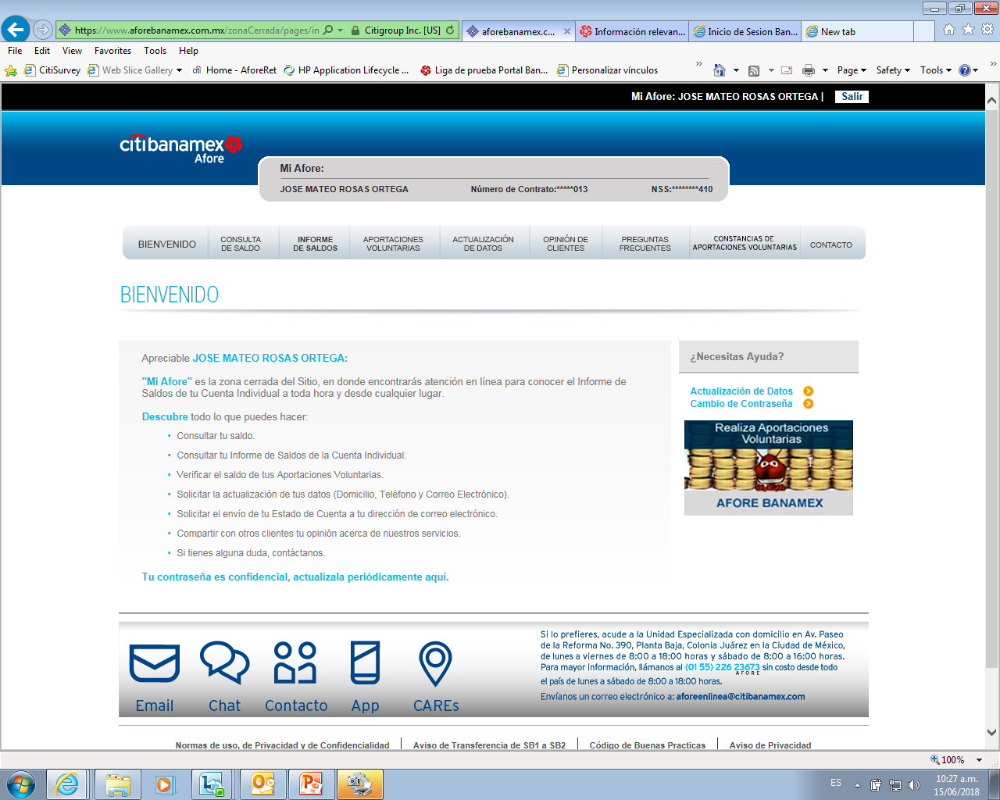 https://www.aforebanamex.com.mx/zonaCerrada/pages/in
Citigroup Inc. [US]
aforebanamex.c...
Información relevan...
Inicio de Sesion Ban...
New tab
File Edit View Favorites Tools Help
CitiSurvey Web Slice Gallery Home - AforeRet HP Application Lifecycle ... Liga de prueba Portal Ban... Personalizar vínculos
Page Safety Tools
Mi Afore: JOSE MATEO ROSAS ORTEGA | Salir
citibanamex
Afore
Mi Afore:
JOSE MATEO ROSAS ORTEGA Número de Contrato:*****013 NSS:********410
BIENVENIDO
CONSULTA
DE SALDO
INFORME
DE SALDOS
APORTACIONES
VOLUNTARIAS
ACTUALIZACIÓN
DE DATOS
OPINIÓN DE
CLIENTES
PREGUNTAS
FRECUENTES
CONSTANCIAS DE
APORTACIONES VOLUNTARIAS
CONTACTO
BIENVENIDO
Apreciable JOSE MATEO ROSAS ORTEGA:
"Mi Afore" es la zona cerrada del Sitio, en donde encontrarás atención en línea para conocer el Informe de
Saldos de tu Cuenta Individual a toda hora y desde cualquier lugar.
Descubre todo lo que puedes hacer:
• Consultar tu saldo.
• Consultar tu Informe de Saldos de la Cuenta Individual.
• Verificar el saldo de tus Aportaciones Voluntarias.
• Solicitar la actualización de tus datos (Domicilio, Teléfono y Correo Electrónico).
• Solicitar el envío de tu Estado de Cuenta a tu dirección de correo electrónico.
• Compartir con otros clientes tu opinión acerca de nuestros servicios.
• Si tienes alguna duda, contáctanos.
Tu contraseña es confidencial, actualízala periódicamente aquí.
¿Necesitas Ayuda?
Actualización de Datos
Cambio de Contraseña
Realiza Aportaciones
Voluntarias
AFORE BANAMEX
Email
Chat
Contacto
App
CAREs
Si lo prefieres, acude a la Unidad Especializada con domicilio en Av. Paseo
de la Reforma No. 390, Planta Baja, Colonia Juárez en la Ciudad de México,
de lunes a viernes de 8:00 a 18:00 horas y sábado de 8:00 a 16:00 horas.
Para mayor información, llámanos al (01 55) 226 23673 sin costo desde todo
AFORE
el país de lunes a sábado de 8:00 a 18:00 horas.
Envíanos un correo electrónico a: aforeenlinea@citibanamex.com
Normas de uso, de Privacidad y de Confidencialidad | Aviso de Transferencia de SB1 a SB2 | Código de Buenas Practicas | Aviso de Privacidad
100%
ES
10:27 a.m.
15/06/2018